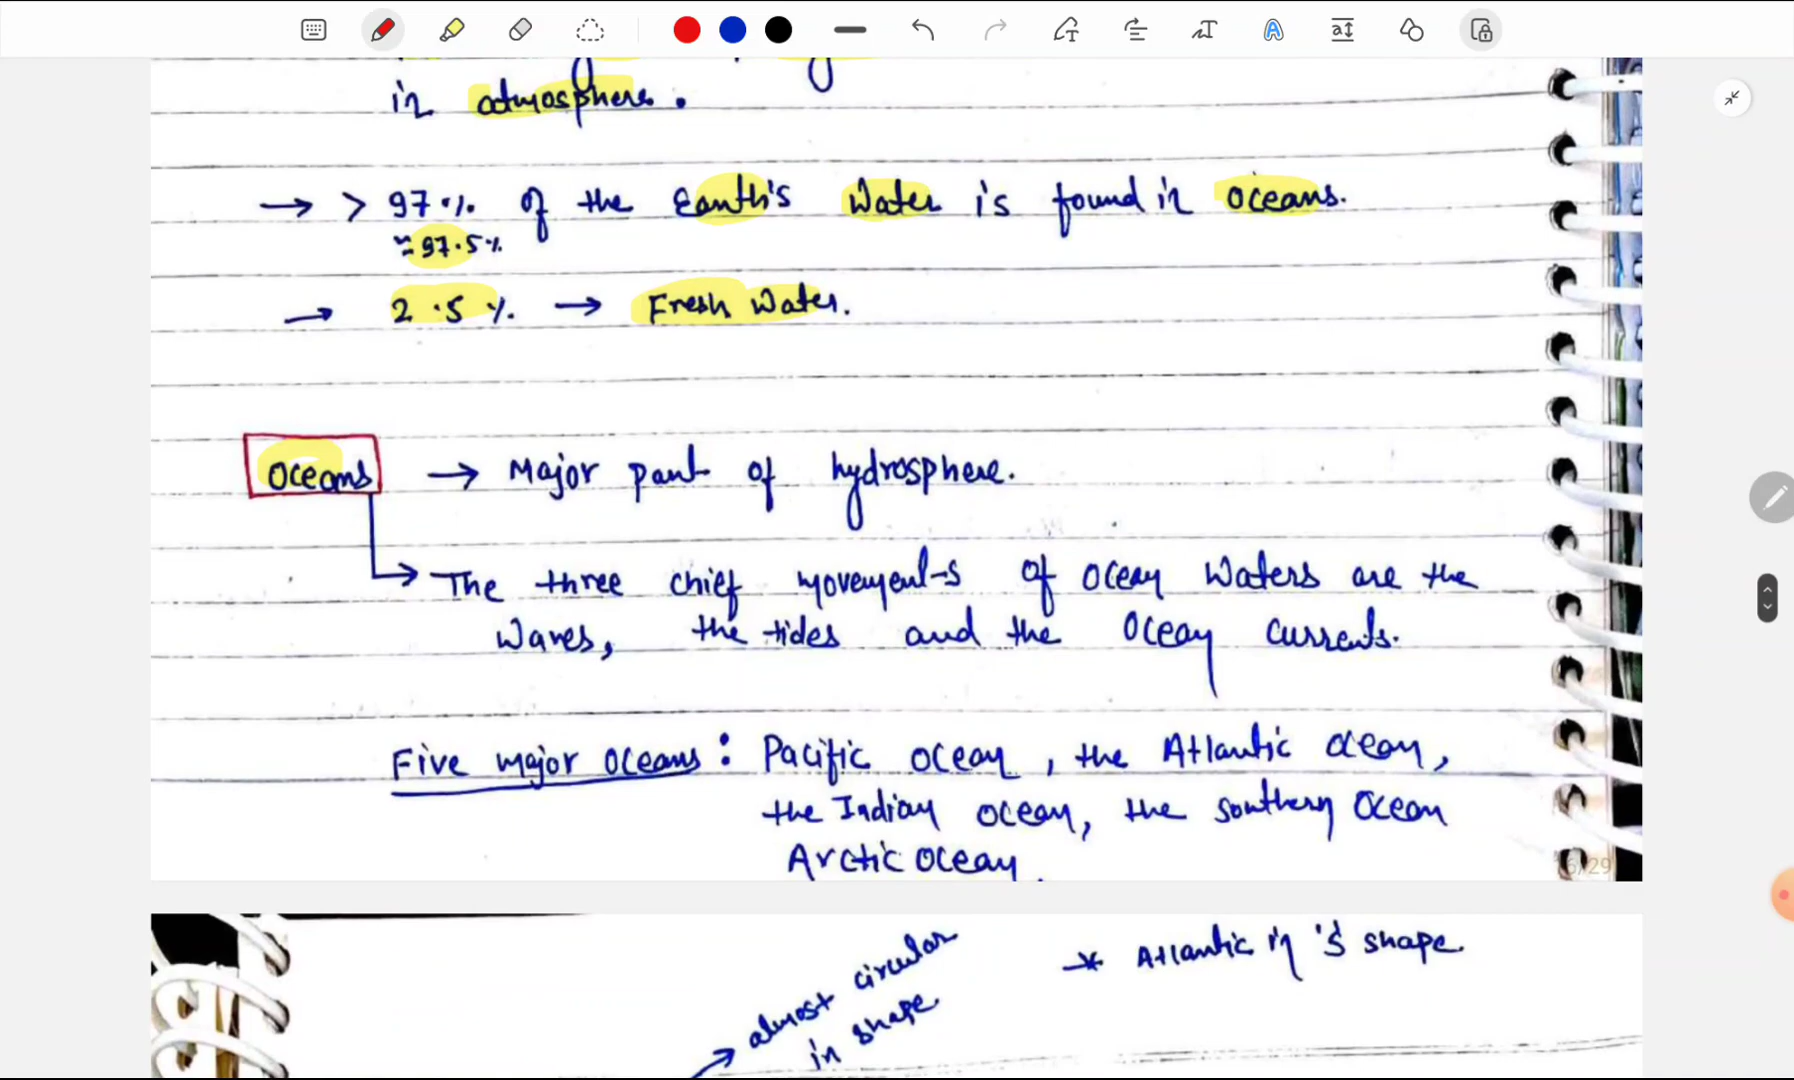 in atmosphere.
→ > 97% of the Earth's Water is found in Oceans.
≈ 97.5%
→ 2.5% → Fresh Water.
Oceans → Major part of hydrosphere.
→ The three chief movements of Ocean Waters are the
Waves, the tides and the Ocean Currents.
Five major Oceans: Pacific Ocean, the Atlantic Ocean,
the Indian Ocean, the Southern Ocean
Arctic Ocean.
16/29
* Atlantic in 'S' shape
→ almost circular
in shape